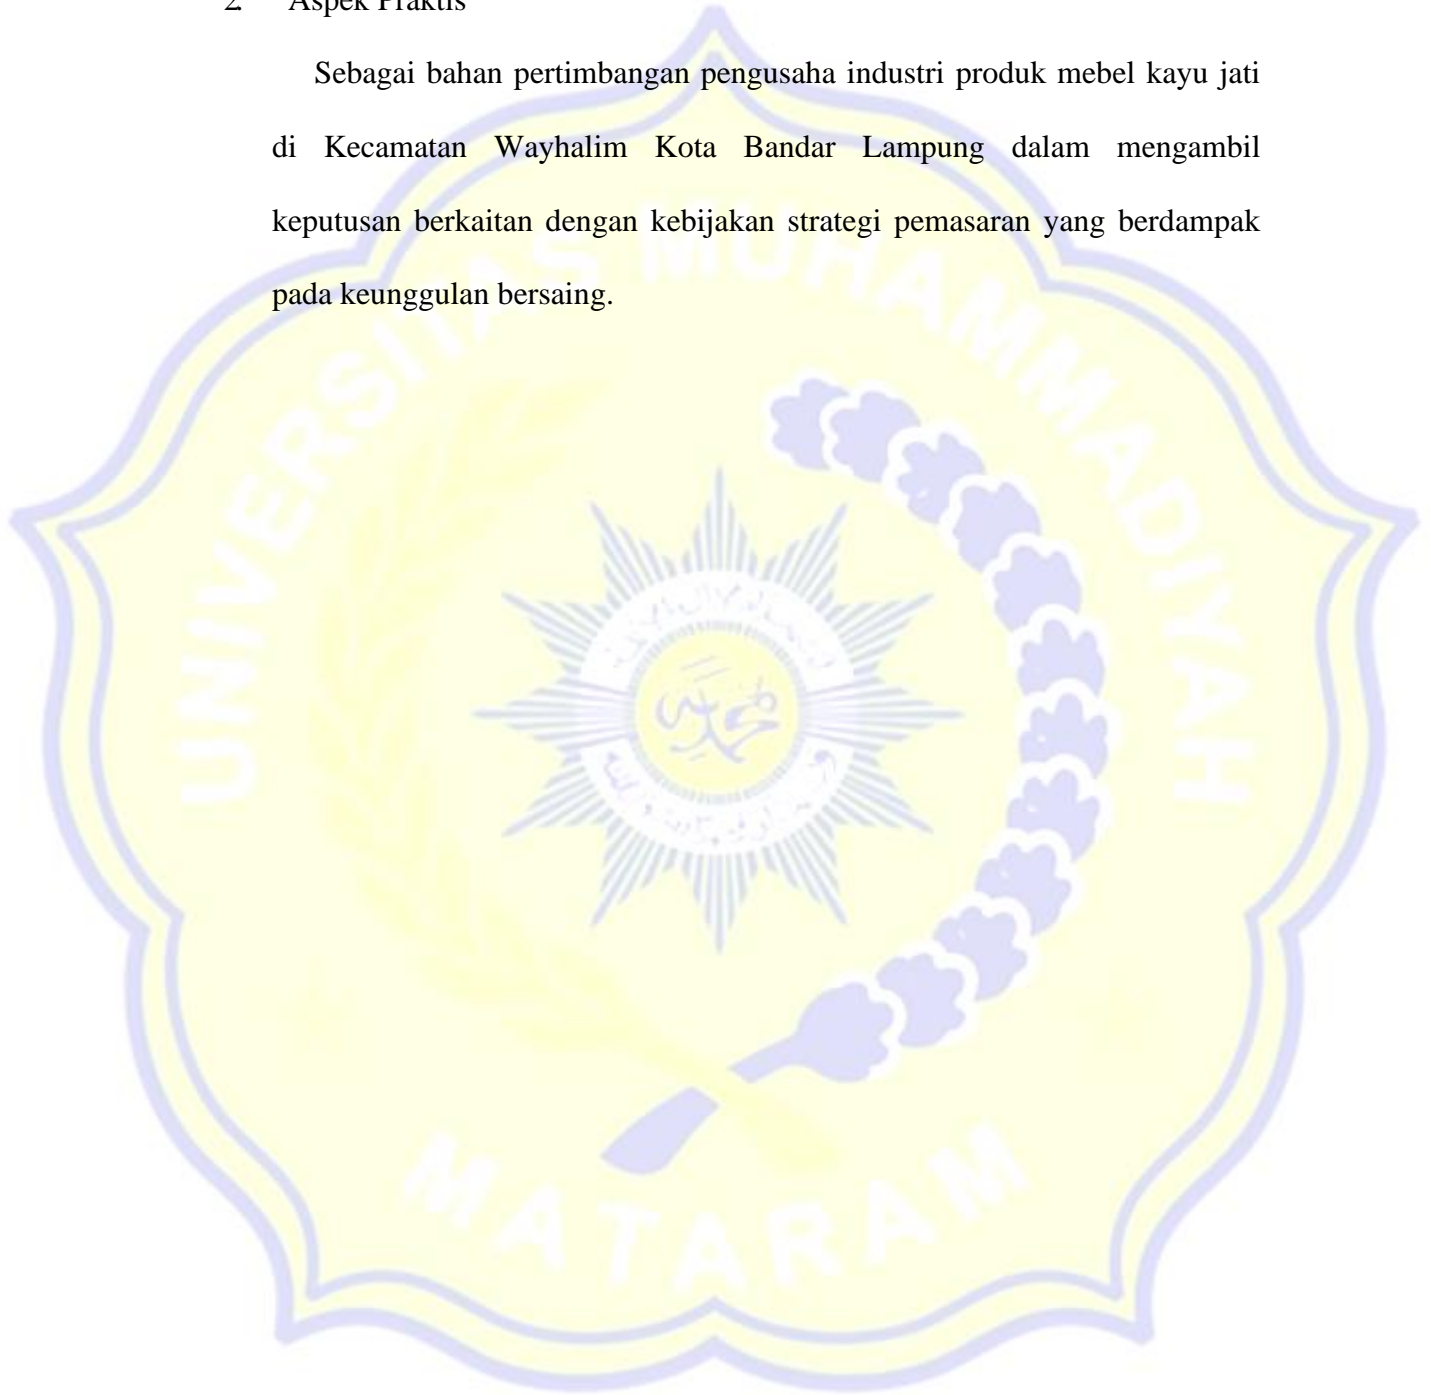 2. Aspek Praktis
Sebagai bahan pertimbangan pengusaha industri produk mebel kayu jati
di Kecamatan Wayhalim Kota Bandar Lampung dalam mengambil
keputusan berkaitan dengan kebijakan strategi pemasaran yang berdampak
pada keunggulan bersaing.
UNIVERSITAS MUHAMMADIYAH
MATARAM